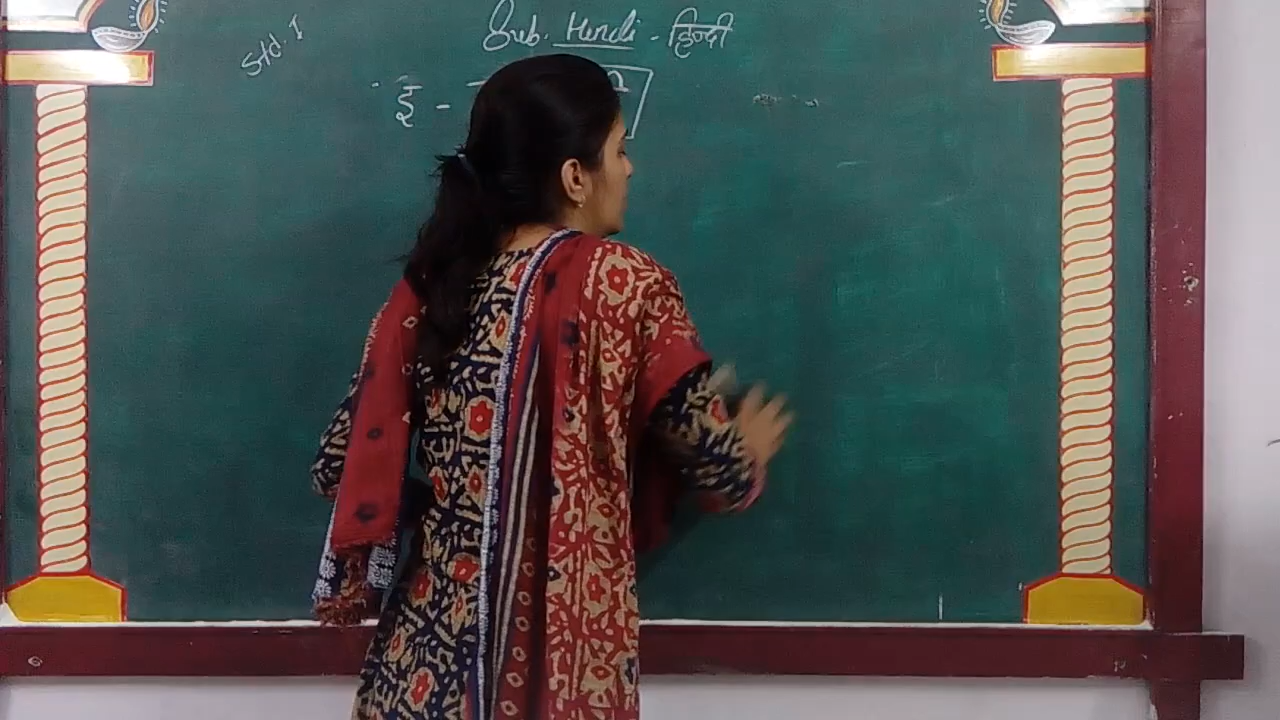 Std. I
Sub. Hindi - हिन्दी
ई -